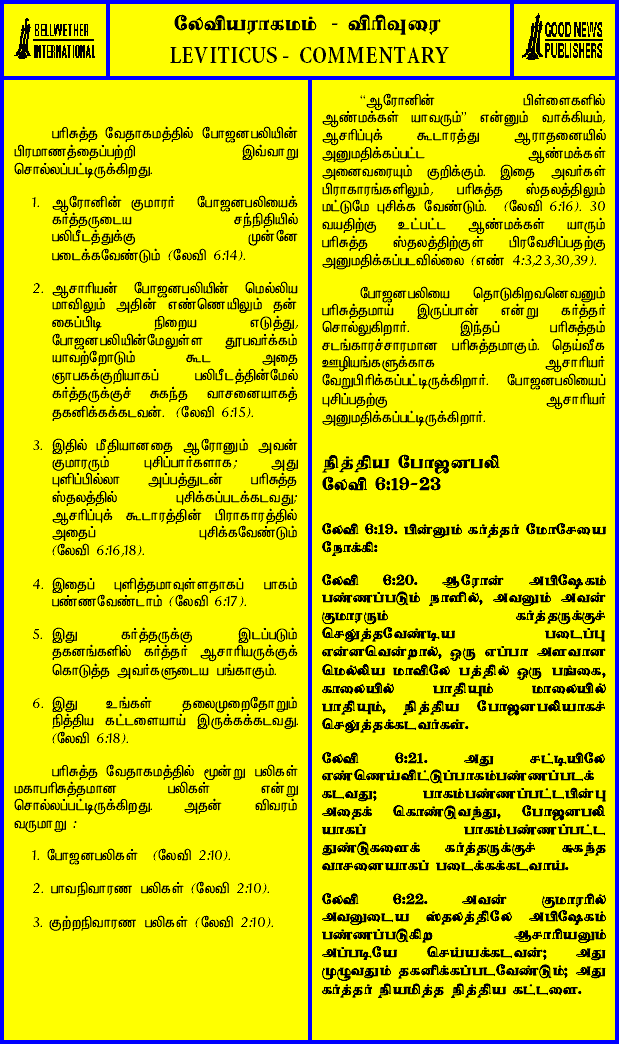 BELLWETHER
INTERNATIONAL
லேவியராகமம் - விரிவுரை
LEVITICUS - COMMENTARY
GOOD NEWS
PUBLISHERS
பரிசுத்த வேதாகமத்தில் போஜனபலியின்
பிரமாணத்தைப்பற்றி இவ்வாறு
சொல்லப்பட்டிருக்கிறது.
1. ஆரோனின் குமாரர் போஜனபலியைக்
கர்த்தருடைய சந்நிதியில்
பலிபீடத்துக்கு முன்னே
படைக்கவேண்டும் (லேவி 6:14).
2. ஆசாரியன் போஜனபலியின் மெல்லிய
மாவிலும் அதின் எண்ணெயிலும் தன்
கைப்பிடி நிறைய எடுத்து,
போஜனபலியின்மேலுள்ள தூபவர்க்கம்
யாவற்றோடும் கூட அதை
ஞாபகக்குறியாகப் பலிபீடத்தின்மேல்
கர்த்தருக்குச் சுகந்த வாசனையாகத்
தகனிக்கக்கடவன். (லேவி 6:15).
3. இதில் மீதியானதை ஆரோனும் அவன்
குமாரரும் புசிப்பார்களாக; அது
புளிப்பில்லா அப்பத்துடன் பரிசுத்த
ஸ்தலத்தில் புசிக்கப்படக்கடவது;
ஆசரிப்புக் கூடாரத்தின் பிராகாரத்தில்
அதைப் புசிக்கவேண்டும்
(லேவி 6:16,18).
4. இதைப் புளித்தமாவுள்ளதாகப் பாகம்
பண்ணவேண்டாம் (லேவி 6:17).
5. இது கர்த்தருக்கு இடப்படும்
தகனங்களில் கர்த்தர் ஆசாரியருக்குக்
கொடுத்த அவர்களுடைய பங்காகும்.
6. இது உங்கள் தலைமுறைதோறும்
நித்திய கட்டளையாய் இருக்கக்கடவது.
(லேவி 6:18).
பரிசுத்த வேதாகமத்தில் மூன்று பலிகள்
மகாபரிசுத்தமான பலிகள் என்று
சொல்லப்பட்டிருக்கிறது. அதன் விவரம்
வருமாறு :
1. போஜனபலிகள் (லேவி 2:10).
2. பாவநிவாரண பலிகள் (லேவி 2:10).
3. குற்றநிவாரண பலிகள் (லேவி 2:10).
“ஆரோனின் பிள்ளைகளில்
ஆண்மக்கள் யாவரும்” என்னும் வாக்கியம்,
ஆசரிப்புக் கூடாரத்து ஆராதனையில்
அனுமதிக்கப்பட்ட ஆண்மக்கள்
அனைவரையும் குறிக்கும். இதை அவர்கள்
பிராகாரங்களிலும், பரிசுத்த ஸ்தலத்திலும்
மட்டுமே புசிக்க வேண்டும். (லேவி 6:16). 30
வயதிற்கு உட்பட்ட ஆண்மக்கள் யாரும்
பரிசுத்த ஸ்தலத்திற்குள் பிரவேசிப்பதற்கு
அனுமதிக்கப்படவில்லை (எண் 4:3,23,30,39).
போஜனபலியை தொடுகிறவனெவனும்
பரிசுத்தமாய் இருப்பான் என்று கர்த்தர்
சொல்லுகிறார். இந்தப் பரிசுத்தம்
சடங்காரச்சாரமான பரிசுத்தமாகும். தெய்வீக
ஊழியங்களுக்காக ஆசாரியர்
வேறுபிரிக்கப்பட்டிருக்கிறார். போஜனபலியைப்
புசிப்பதற்கு ஆசாரியர்
அனுமதிக்கப்பட்டிருக்கிறார்.
நித்திய போஜனபலி
லேவி 6:19-23
லேவி 6:19. பின்னும் கர்த்தர் மோசேயை
நோக்கி:
லேவி 6:20. ஆரோன் அபிஷேகம்
பண்ணப்படும் நாளில், அவனும் அவன்
குமாரரும் கர்த்தருக்குச்
செலுத்தவேண்டிய படைப்பு
என்னவென்றால், ஒரு எப்பா அளவான
மெல்லிய மாவிலே பத்தில் ஒரு பங்கை,
காலையில் பாதியும் மாலையில்
பாதியும், நித்திய போஜனபலியாகச்
செலுத்தக்கடவர்கள்.
லேவி 6:21. அது சட்டியிலே
எண்ணெய்விட்டுப்பாகம்பண்ணப்படக்
கடவது; பாகம்பண்ணப்பட்டபின்பு
அதைக் கொண்டுவந்து, போஜனபலி
யாகப் பாகம்பண்ணப்பட்ட
துண்டுகளைக் கர்த்தருக்குச் சுகந்த
வாசனையாகப் படைக்கக்கடவாய்.
லேவி 6:22. அவன் குமாரரில்
அவனுடைய ஸ்தலத்திலே அபிஷேகம்
பண்ணப்படுகிற ஆசாரியனும்
அப்படியே செய்யக்கடவன்; அது
முழுவதும் தகனிக்கப்படவேண்டும்; அது
கர்த்தர் நியமித்த நித்திய கட்டளை.